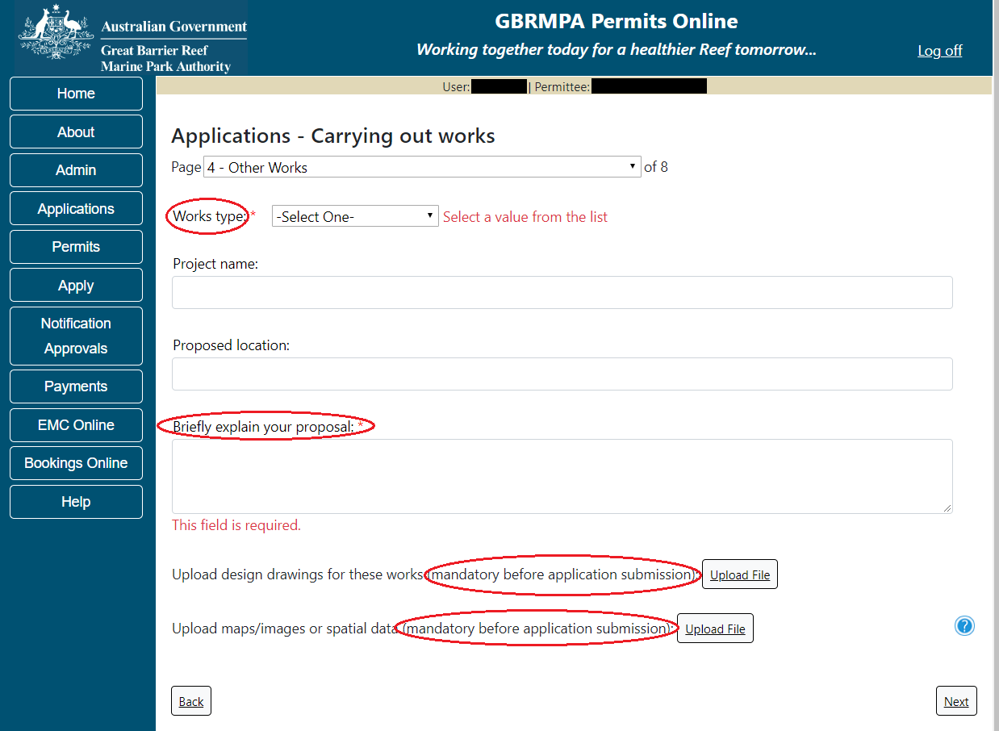 Australian Government
Great Barrier Reef
Marine Park Authority
GBRMPA Permits Online
Working together today for a healthier Reef tomorrow...
Log off
User: | Permittee:
Home
About
Admin
Applications
Permits
Apply
Notification
Approvals
Payments
EMC Online
Bookings Online
Help
Applications - Carrying out works
Page 4 - Other Works of 8
Works type:* -Select One- Select a value from the list
Project name:
Proposed location:
Briefly explain your proposal: *
This field is required.
Upload design drawings for these works (mandatory before application submission): Upload File
Upload maps/images or spatial data (mandatory before application submission): Upload File
?
Back
Next